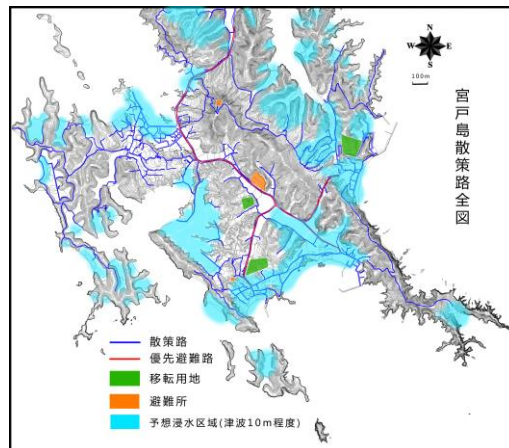 N
W E
S
100m
宮戸島散策路全図
散策路
優先避難路
移転用地
避難所
予想浸水区域(津波10m程度)